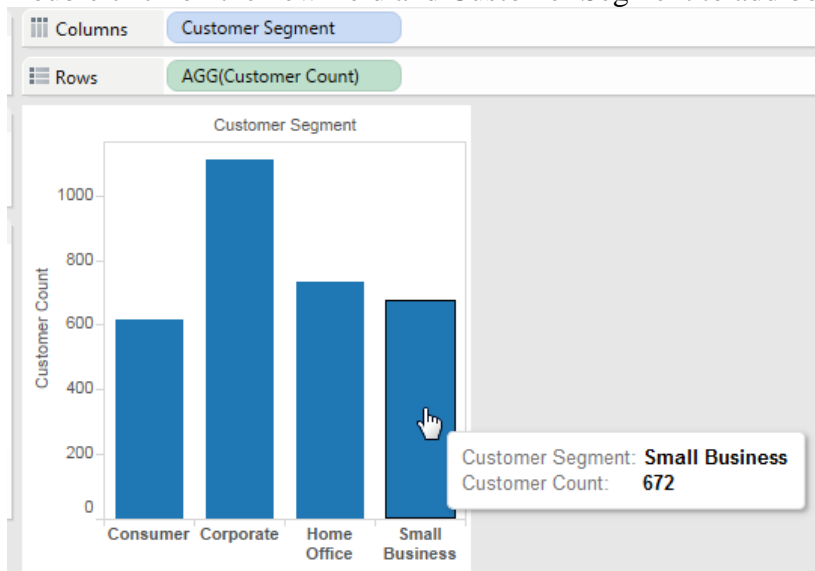 Columns Customer Segment
Rows AGG(Customer Count)
Customer Segment
Customer Count
1000
800
600
400
200
0
Consumer Corporate Home Office Small Business
Customer Segment: Small Business
Customer Count: 672